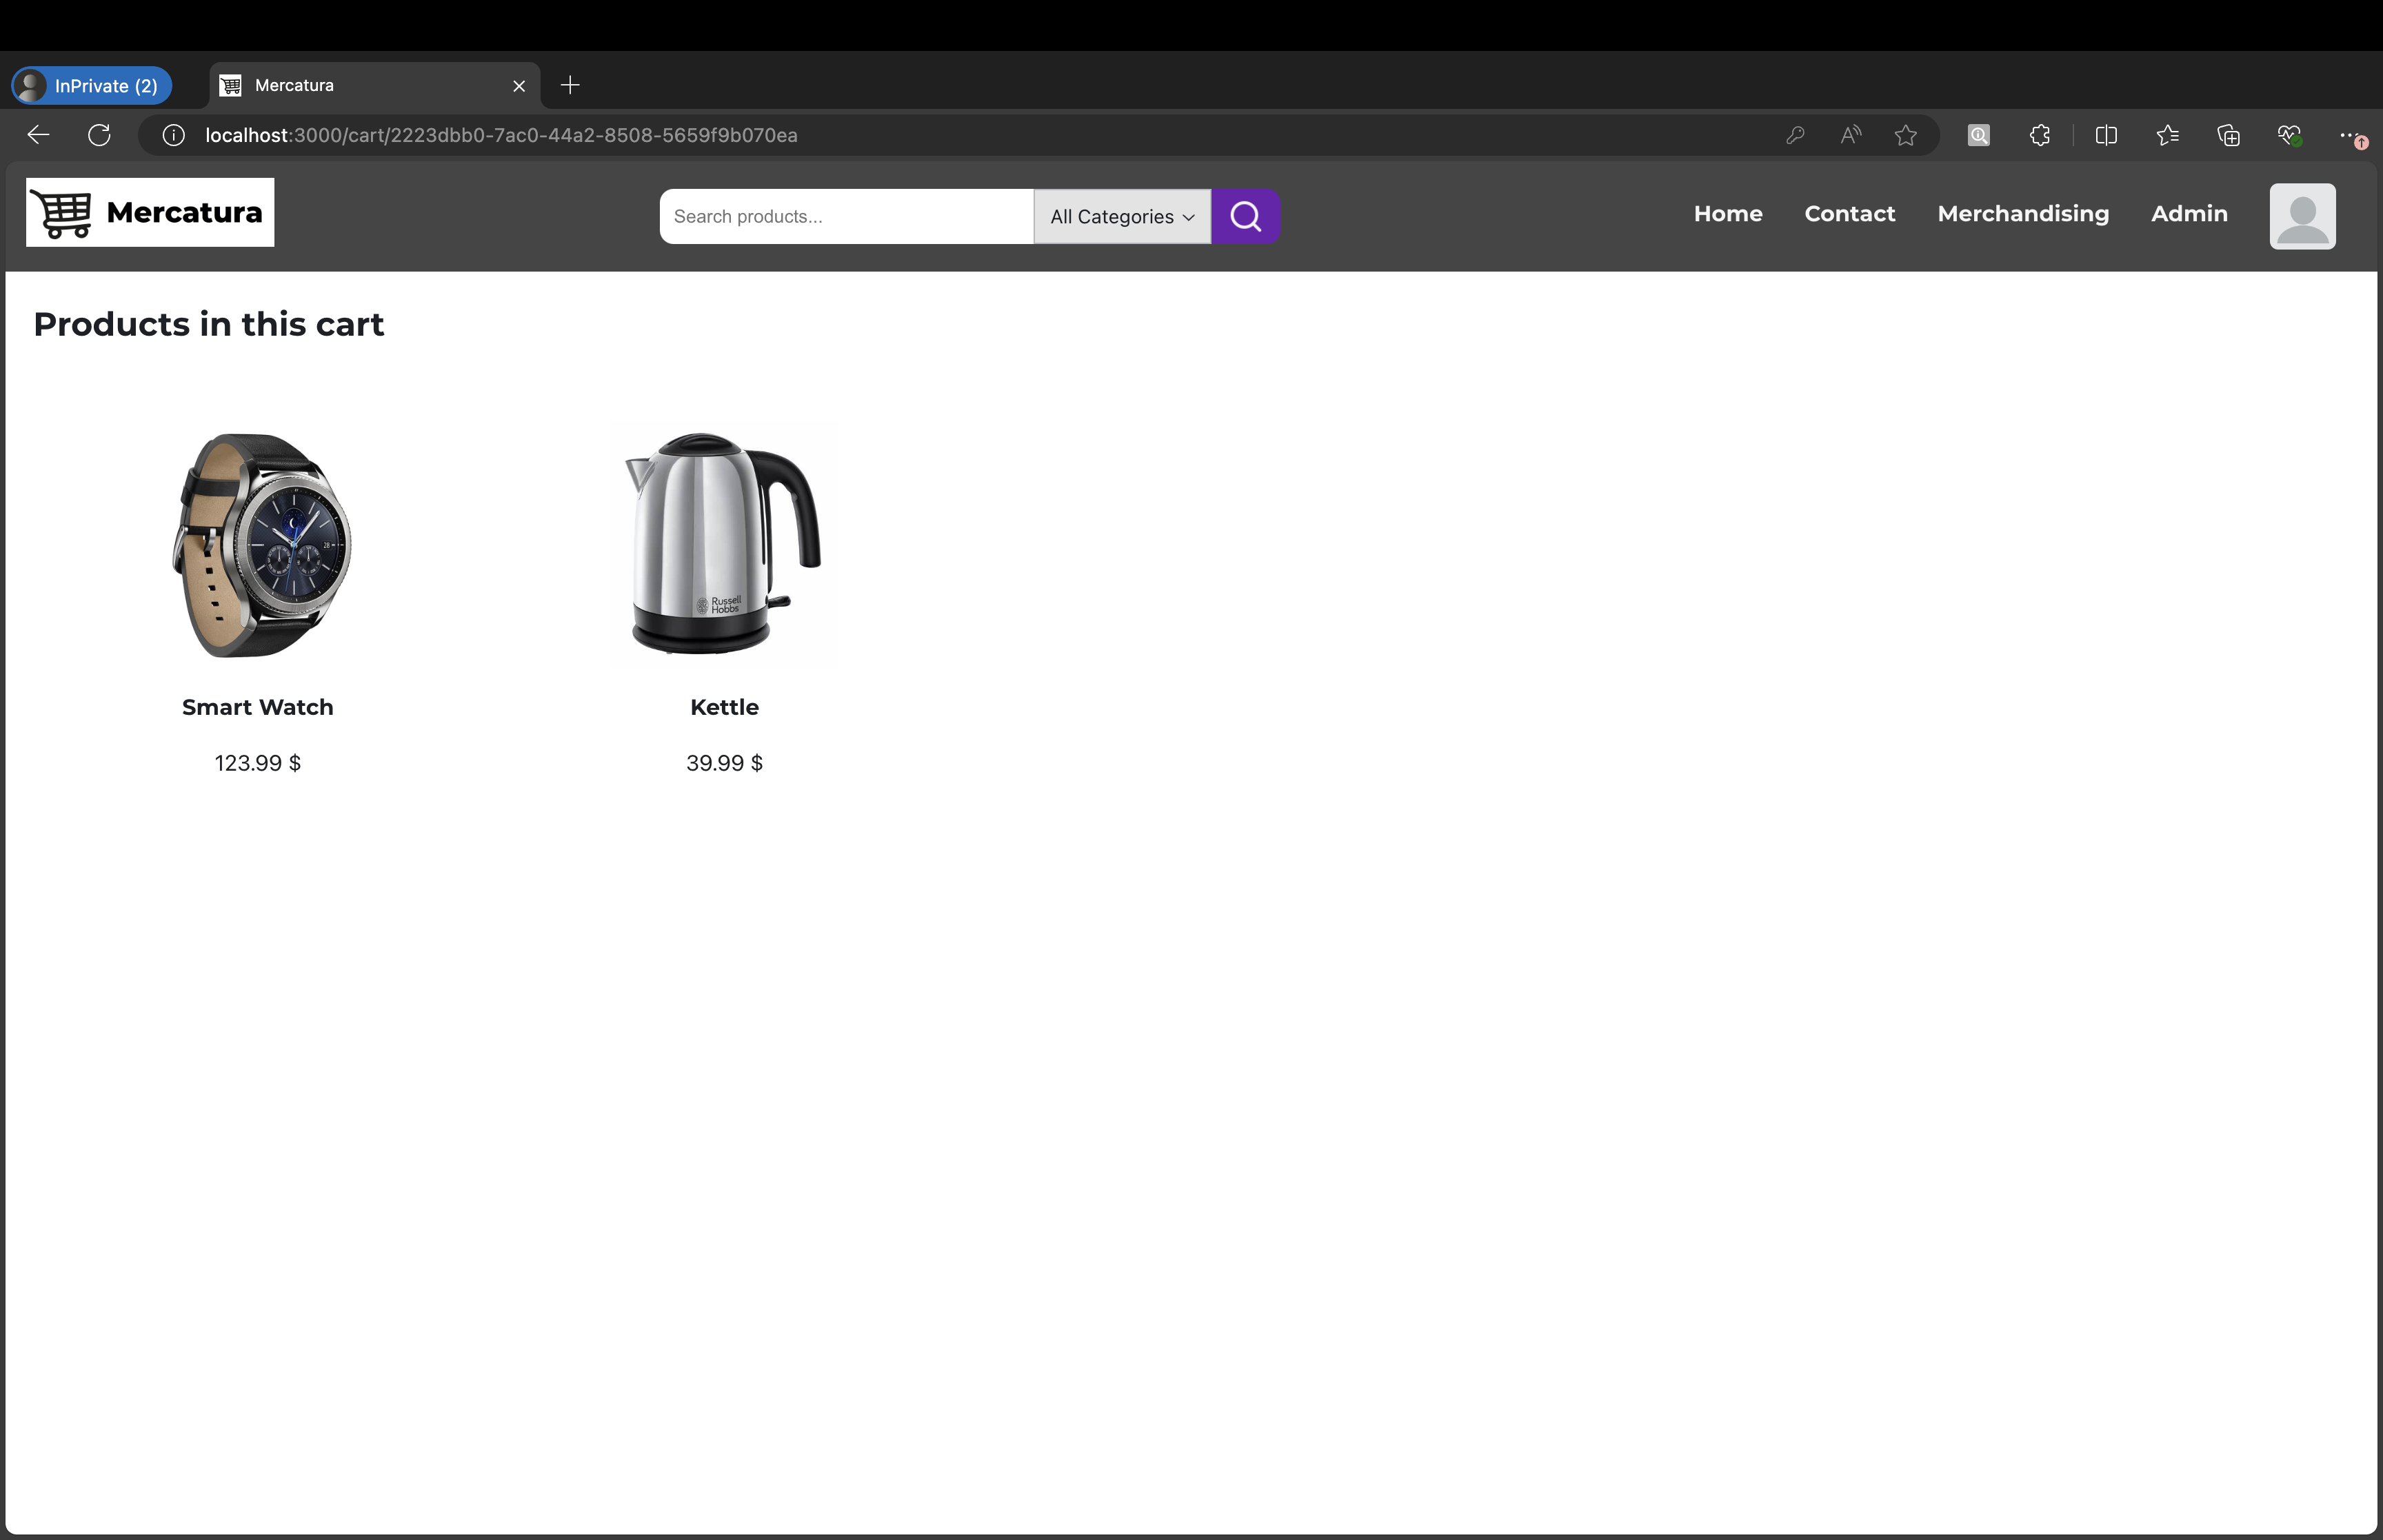 InPrivate (2)
Mercatura
localhost:3000/cart/2223dbb0-7ac0-44a2-8508-5659f9b070ea
Mercatura
Search products...
All Categories
Home
Contact
Merchandising
Admin
Products in this cart
28
Russell
Hobbs
Smart Watch
Kettle
123.99 $
39.99 $